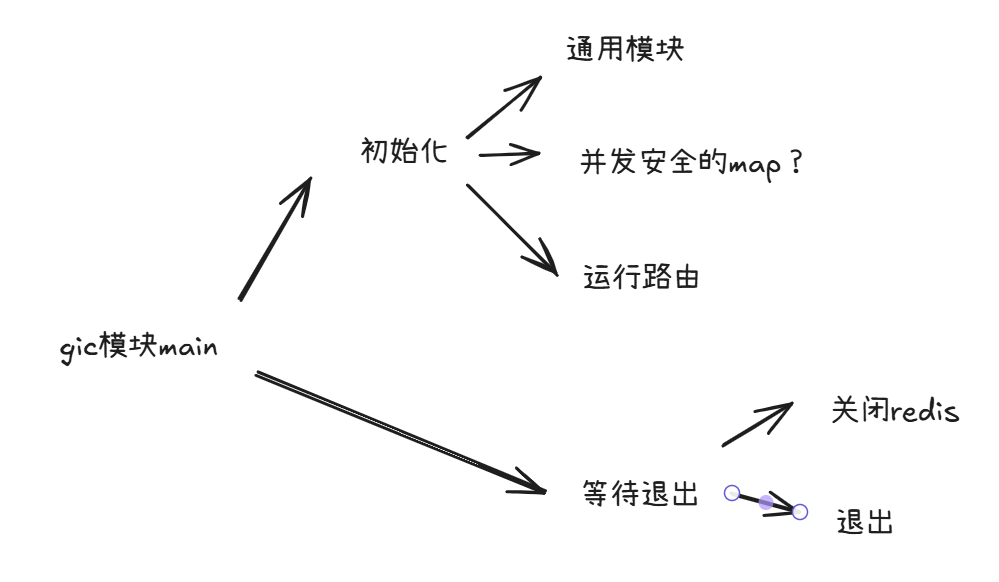 通用模块
初始化
并发安全的map？
运行路由
gic模块main
关闭redis
等待退出
退出